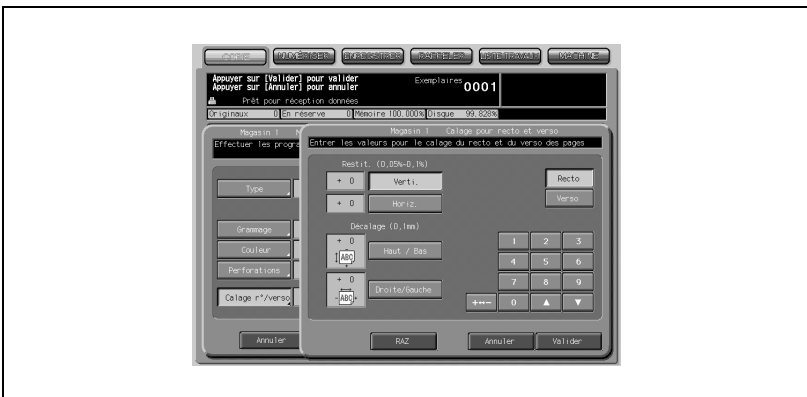 COPIE NUMÉRISER ENREGISTRER RAPPELER LISTE TRAVAUX MACHINE
Appuyer sur [Valider] pour valider
Appuyer sur [Annuler] pour annuler
Exemplaires 0001
Prêt pour réception données
Originaux 0 En réserve 0 Mémoire 100.000% Disque 99.828%
Magasin 1
Effectuer les progra
Type
Grammage
Couleur
Perforations
Calage r°/verso
Annuler
Magasin 1 Calage pour recto et verso
Entrer les valeurs pour le calage du recto et du verso des pages
Restit. (0,05%-0,1%)
+ 0 Verti.
+ 0 Horiz.
Recto
Verso
Décalage (0,1mm)
+ 0
ABC Haut / Bas
+ 0
ABC Droite/Gauche
1 2 3
4 5 6
7 8 9
+↔- 0 ▲ ▼
RAZ Annuler Valider